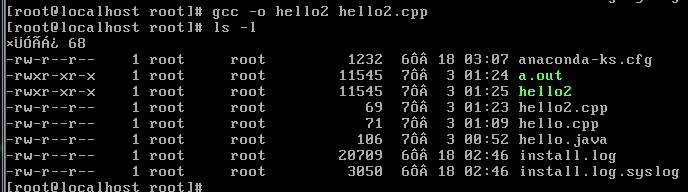 [root@localhost root]# gcc -o hello2 hello2.cpp
[root@localhost root]# ls -l
×ÜÓÃÁ¿ 68
-rw-r--r-- 1 root root 1232 6ÔÂ 18 03:07 anaconda-ks.cfg
-rwxr-xr-x 1 root root 11545 7ÔÂ 3 01:24 a.out
-rwxr-xr-x 1 root root 11545 7ÔÂ 3 01:25 hello2
-rw-r--r-- 1 root root 69 7ÔÂ 3 01:23 hello2.cpp
-rw-r--r-- 1 root root 71 7ÔÂ 3 01:09 hello.cpp
-rw-r--r-- 1 root root 106 7ÔÂ 3 00:52 hello.java
-rw-r--r-- 1 root root 20709 6ÔÂ 18 02:46 install.log
-rw-r--r-- 1 root root 3050 6ÔÂ 18 02:46 install.log.syslog
[root@localhost root]#